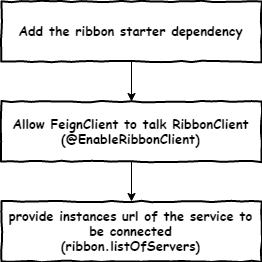 Add the ribbon starter dependency
Allow FeignClient to talk RibbonClient
(@EnableRibbonClient)
provide instances url of the service to
be connected
(ribbon.listOfServers)